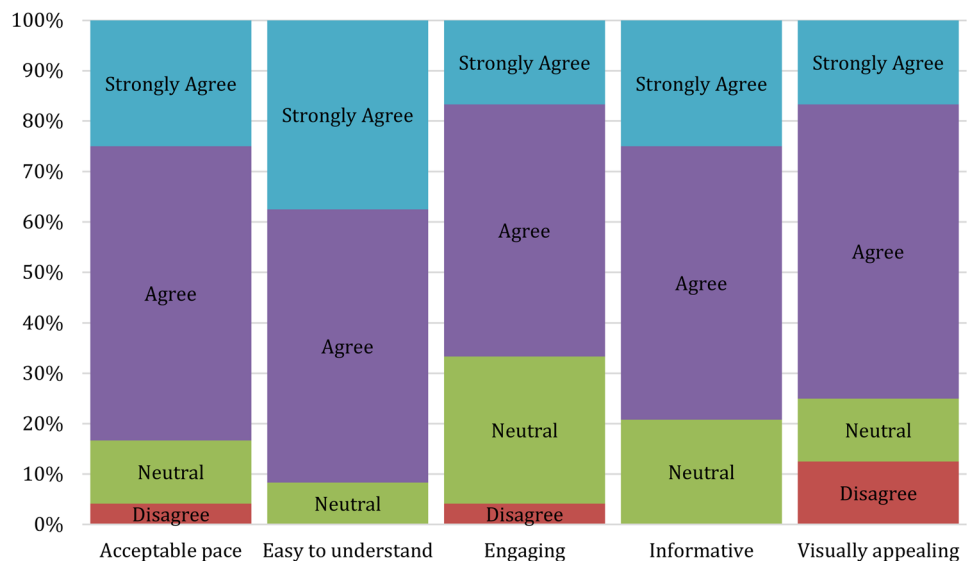 100%
90%
80%
70%
60%
50%
40%
30%
20%
10%
0%
Strongly Agree
Agree
Neutral
Disagree
Strongly Agree
Agree
Neutral
Strongly Agree
Agree
Neutral
Disagree
Strongly Agree
Agree
Neutral
Strongly Agree
Agree
Neutral
Disagree
Acceptable pace
Easy to understand
Engaging
Informative
Visually appealing